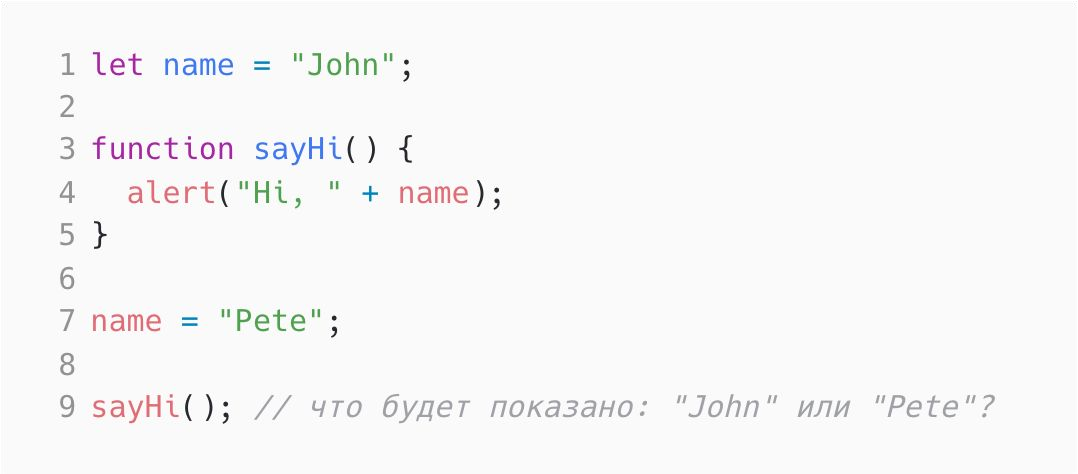 1 let name = "John";
2
3 function sayHi() {
4   alert("Hi, " + name);
5 }
6
7 name = "Pete";
8
9 sayHi(); // что будет показано: "John" или "Pete"?